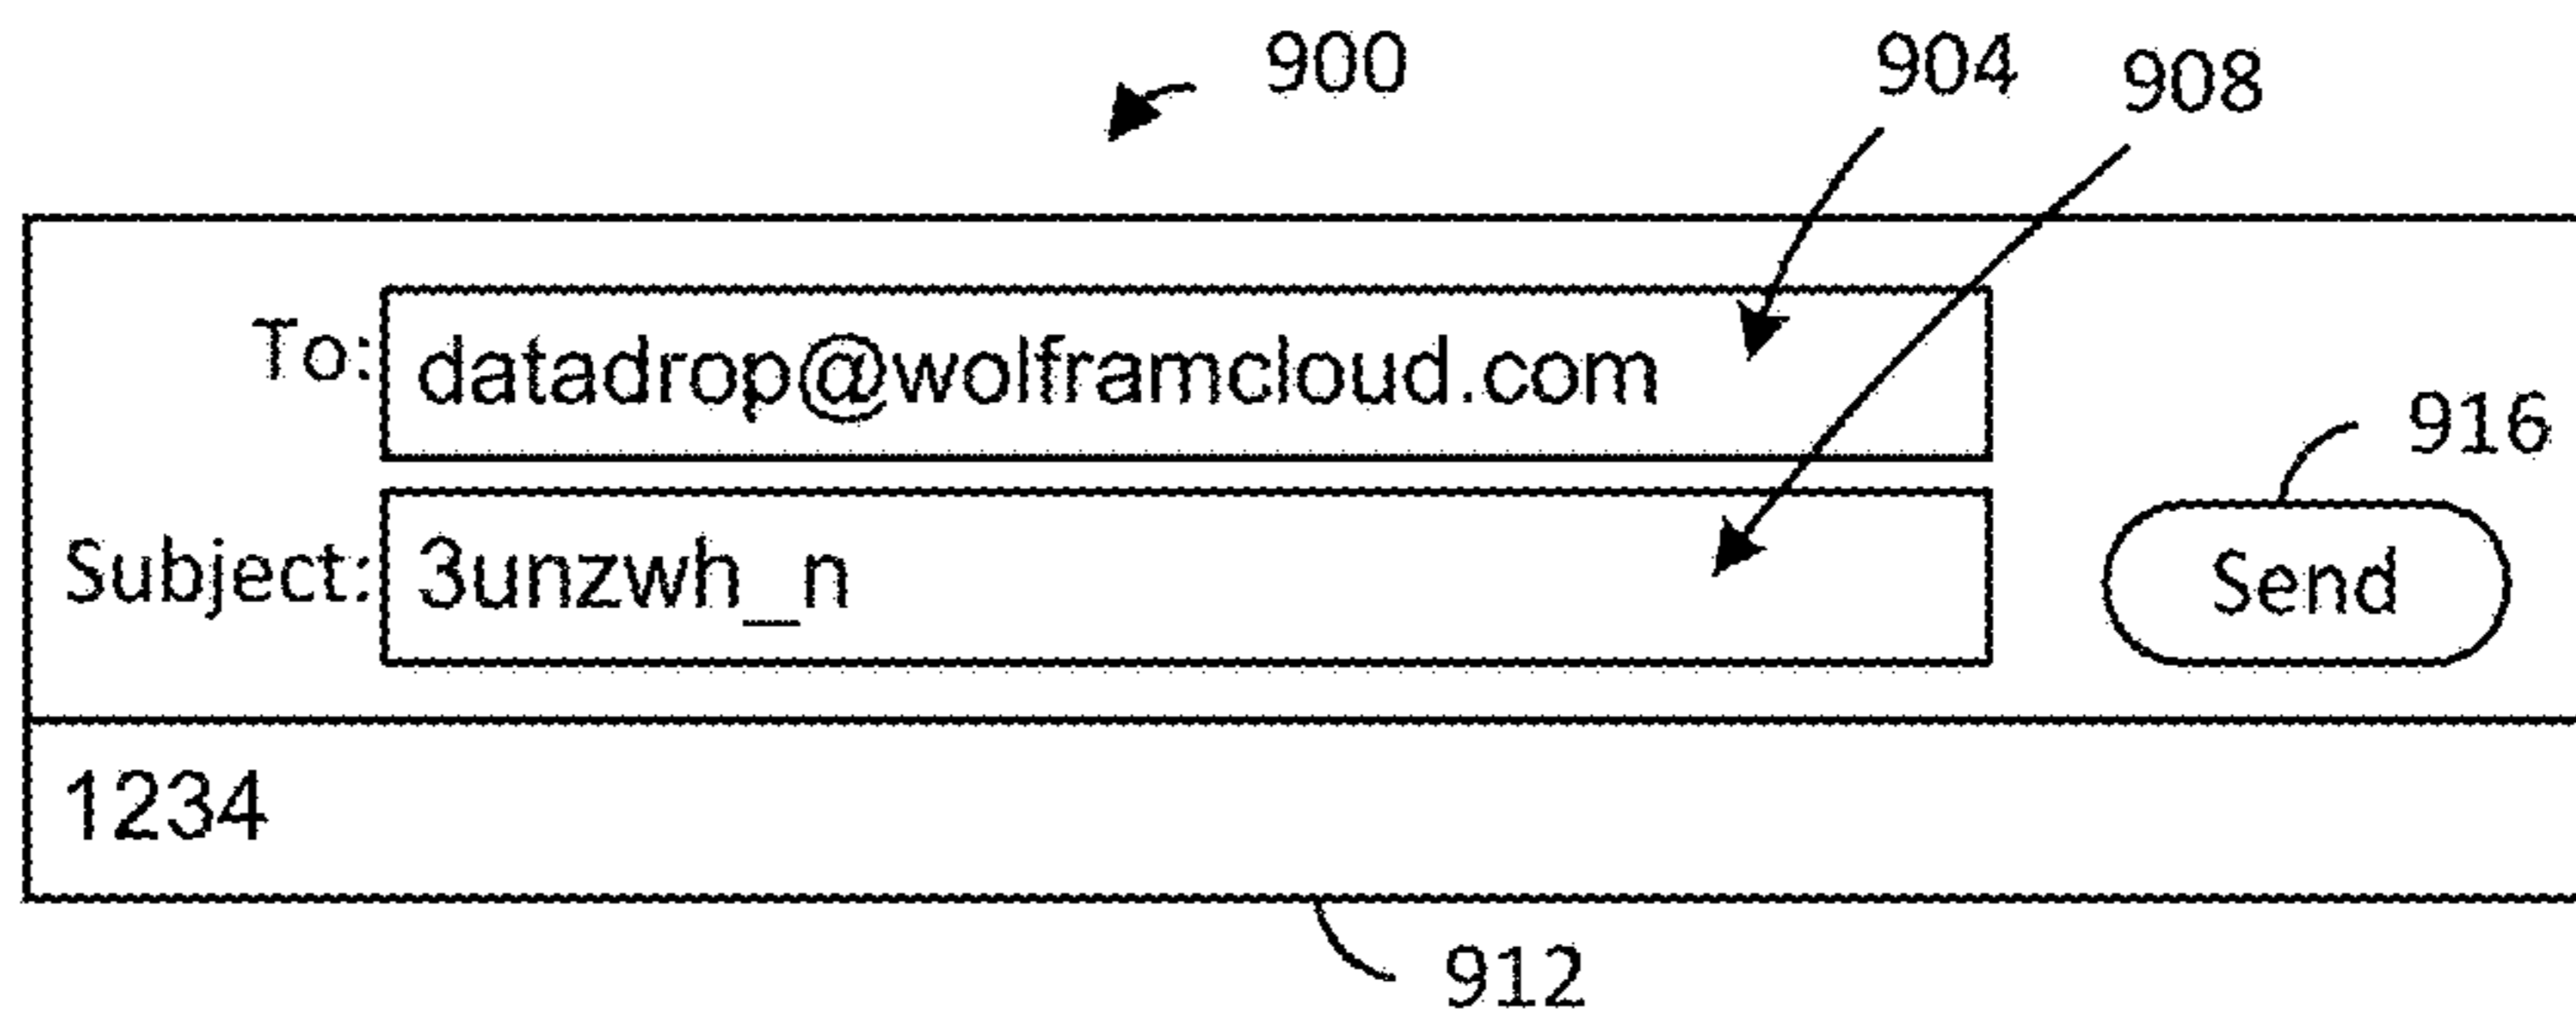 900
904
908
To: datadrop@wolframcloud.com
916
Subject: 3unzwh_n
Send
1234
912